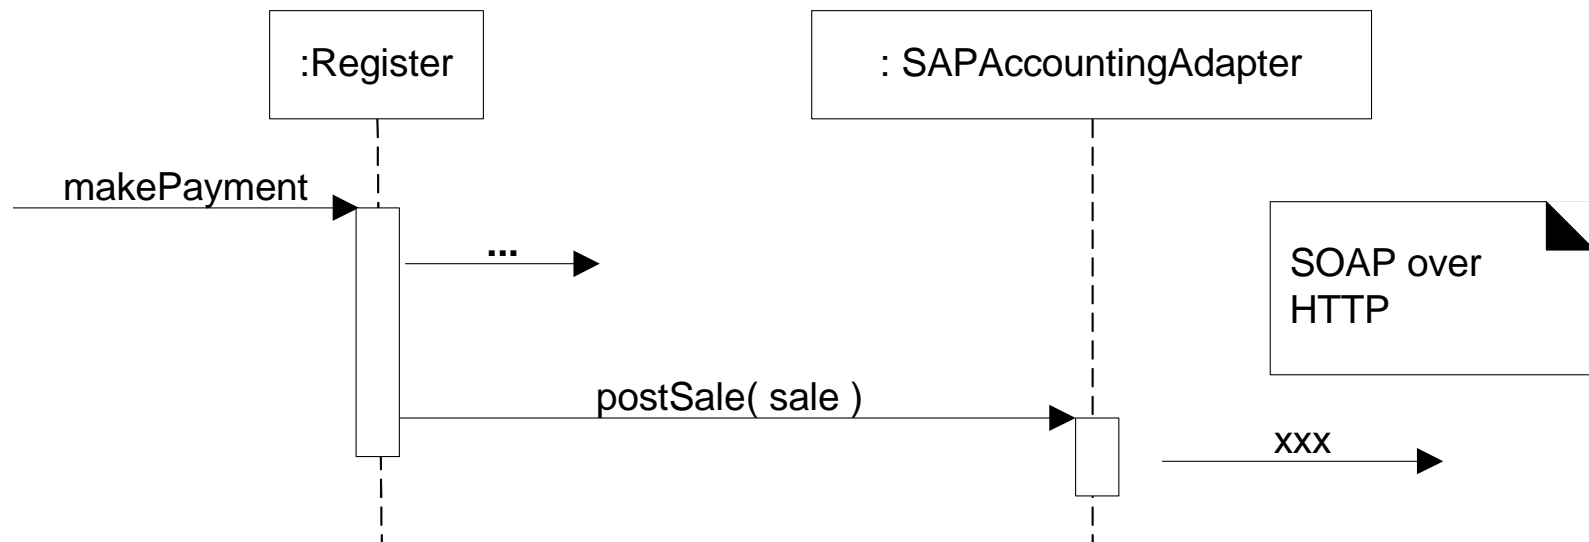 :Register
: SAPAccountingAdapter
makePayment
...
SOAP over
HTTP
postSale( sale )
xxx